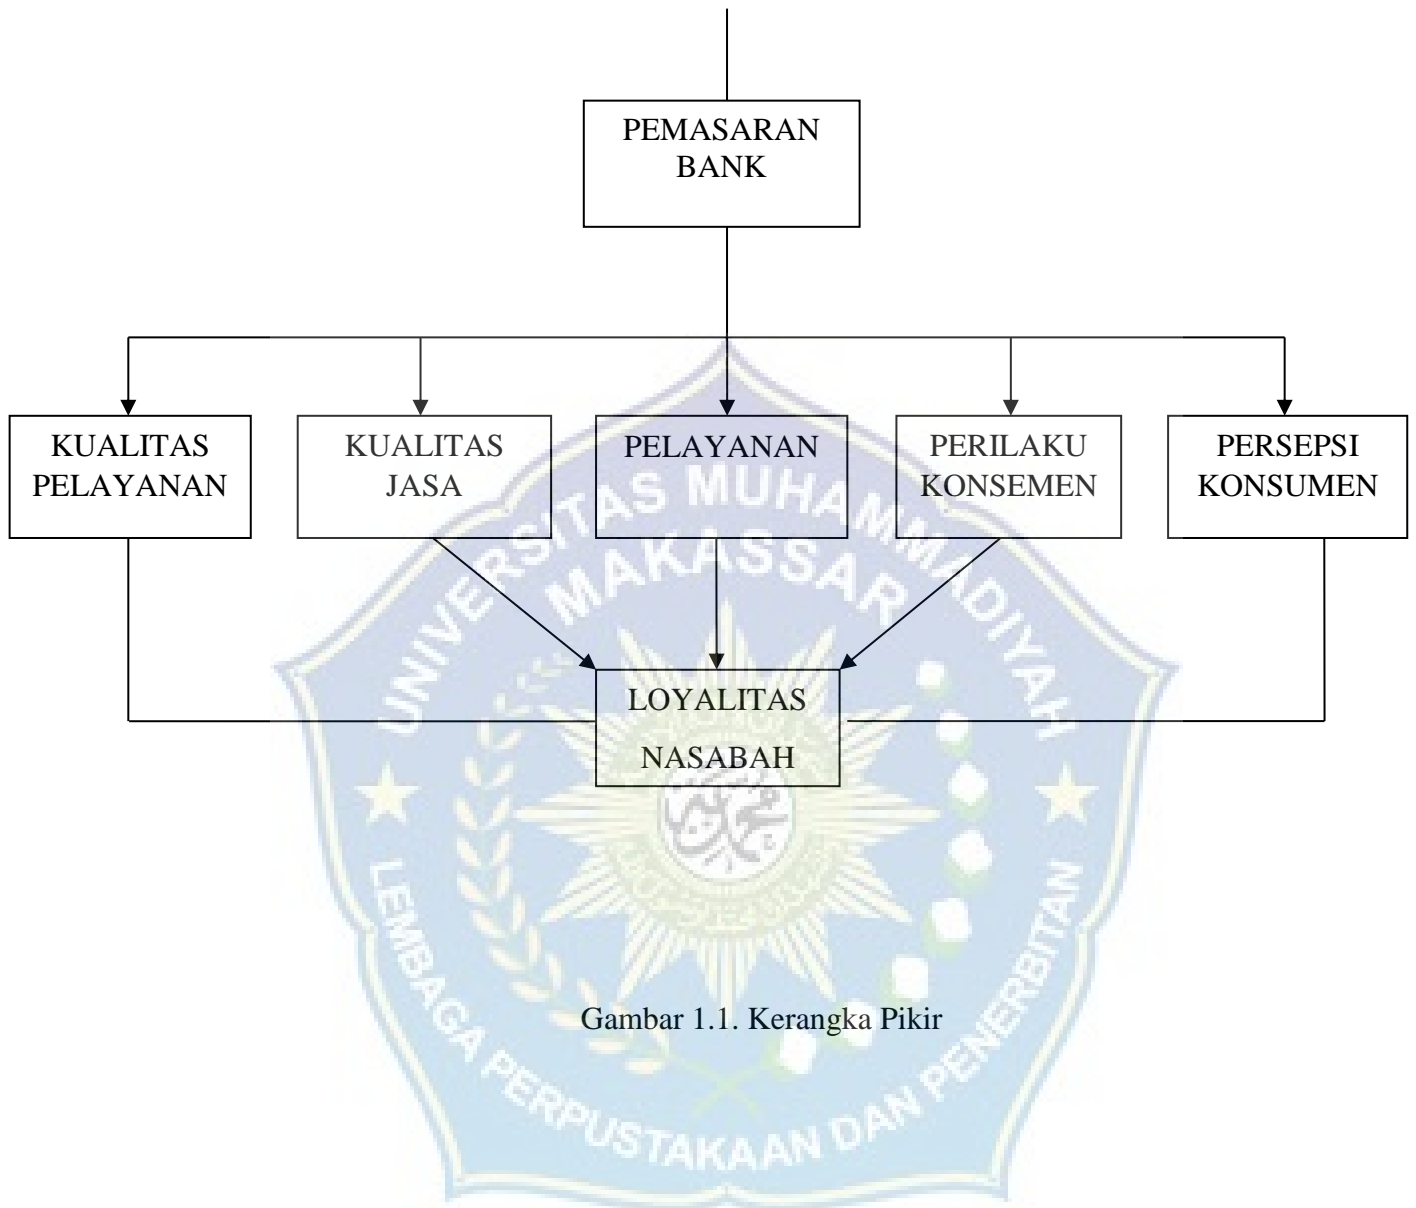 PEMASARAN
BANK
KUALITAS
PELAYANAN
KUALITAS
JASA
PELAYANAN
PERILAKU
KONSEMEN
PERSEPSI
KONSUMEN
UNIVERSITAS MUHAMMADIYAH
MAKASSAR
LOYALITAS
NASABAH
LEMBAGA PERPUSTAKAAN DAN PENERBITAN
Gambar 1.1. Kerangka Pikir